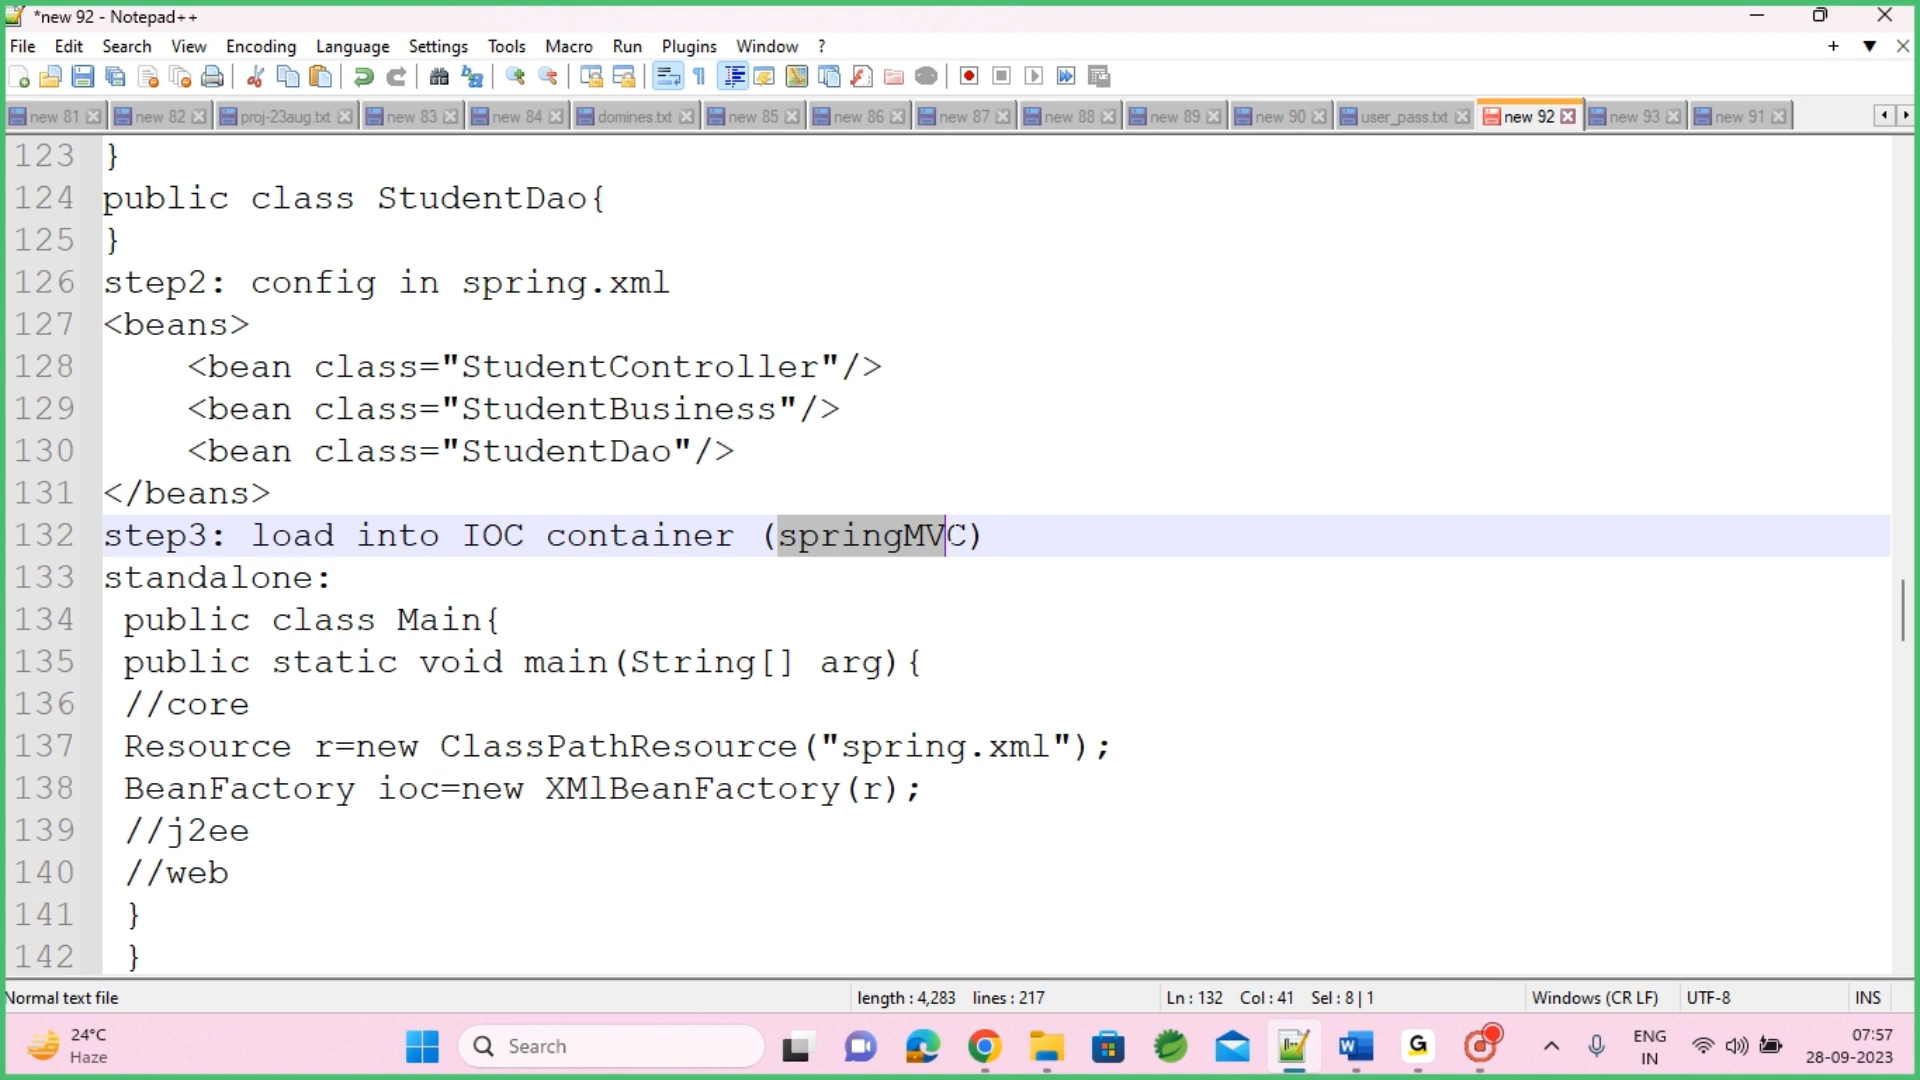 *new 92 - Notepad++
File Edit Search View Encoding Language Settings Tools Macro Run Plugins Window ?
new 81 new 82 proj-23aug.txt new 83 new 84 domines.txt new 85 new 86 new 87 new 88 new 89 new 90 user_pass.txt new 92 new 93 new 91
123 }
124 public class StudentDao{
125 }
126 step2: config in spring.xml
127 <beans>
128     <bean class="StudentController"/>
129     <bean class="StudentBusiness"/>
130     <bean class="StudentDao"/>
131 </beans>
132 step3: load into IOC container (springMVC)
133 standalone:
134  public class Main{
135  public static void main(String[] arg){
136  //core
137  Resource r=new ClassPathResource("spring.xml");
138  BeanFactory ioc=new XMlBeanFactory(r);
139  //j2ee
140  //web
141  }
142  }
Normal text file length : 4,283 lines : 217 Ln : 132 Col : 41 Sel : 8 | 1 Windows (CR LF) UTF-8 INS
24°C
Haze
Search
ENG
IN
07:57
28-09-2023